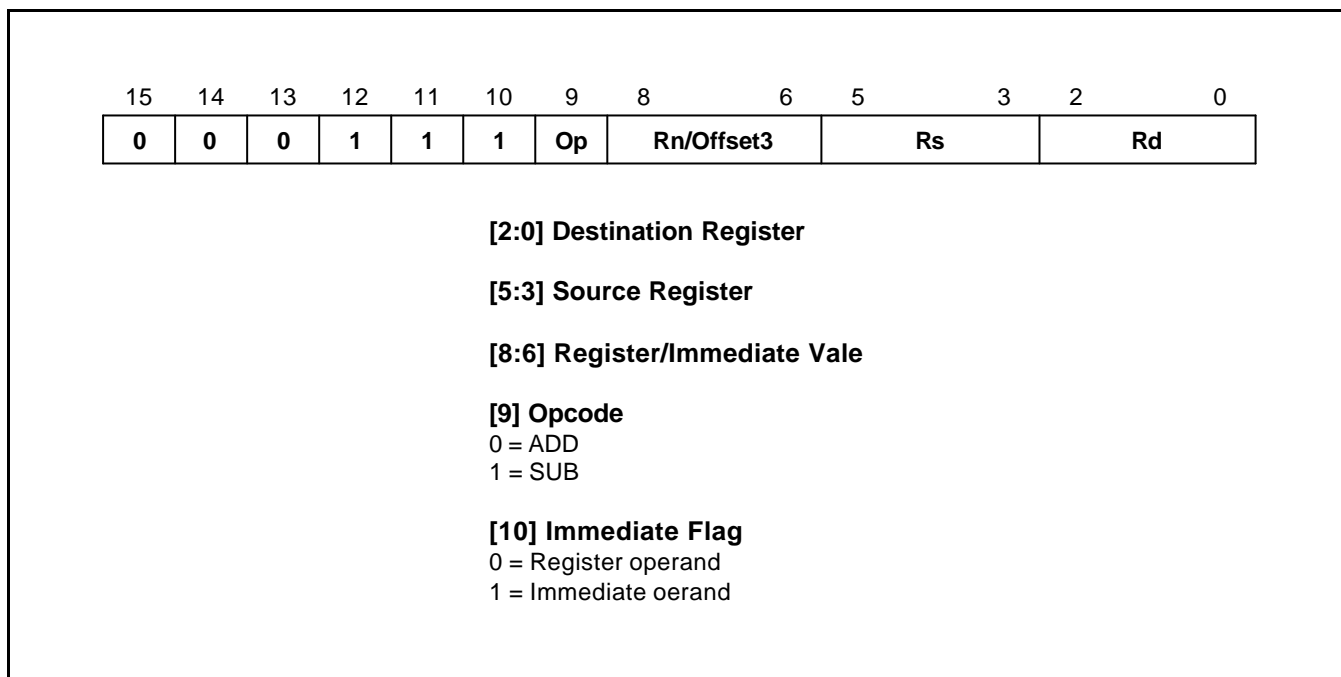 15 14 13 12 11 10 9 8 6 5 3 2 0
0 0 0 1 1 1 Op Rn/Offset3 Rs Rd
[2:0] Destination Register
[5:3] Source Register
[8:6] Register/Immediate Vale
[9] Opcode
0 = ADD
1 = SUB
[10] Immediate Flag
0 = Register operand
1 = Immediate oerand